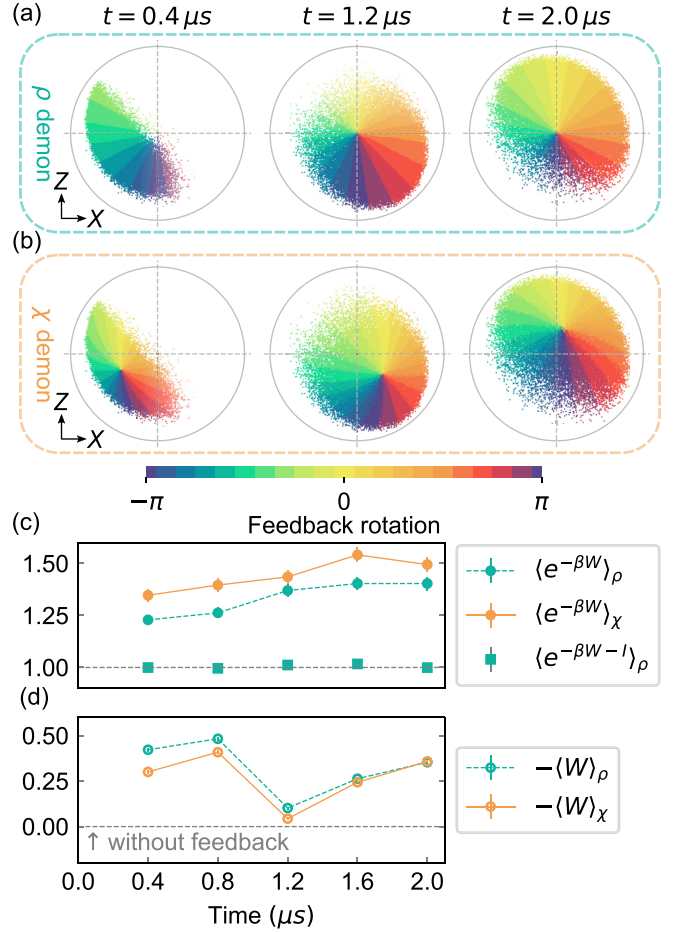 (a) t = 0.4 μs t = 1.2 μs t = 2.0 μs
ρ demon
Z
X
(b)
χ demon
Z
X
−π 0 π
Feedback rotation
(c)
1.50
1.25
1.00
⟨e^{−βW}⟩_ρ
⟨e^{−βW}⟩_χ
⟨e^{−βW−I}⟩_ρ
(d)
0.50
0.25
0.00
↑ without feedback
−⟨W⟩_ρ
−⟨W⟩_χ
0.0 0.4 0.8 1.2 1.6 2.0
Time (μs)